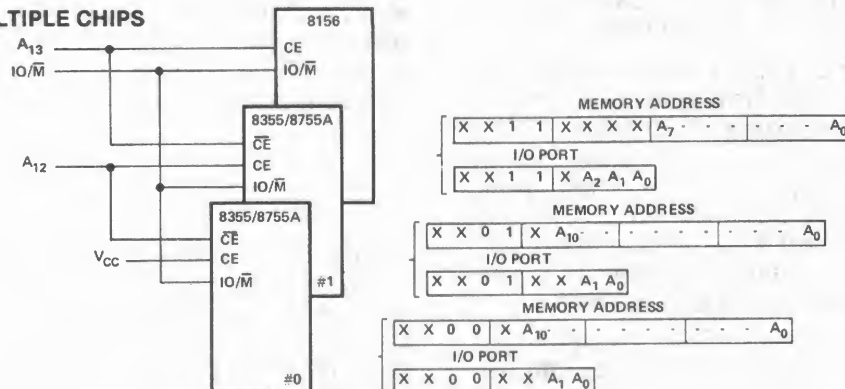 LTIPLE CHIPS
8156
A13
CE
IO/M̅
IO/M̅
8355/8755A
C̅E̅
A12
CE
IO/M̅
#1
8355/8755A
C̅E̅
VCC
CE
IO/M̅
#0
MEMORY ADDRESS
X X 1 1 X X X X A7 - - - - - - A0
I/O PORT
X X 1 1 X A2 A1 A0
MEMORY ADDRESS
X X 0 1 X A10 - - - - - - - - - A0
I/O PORT
X X 0 1 X X A1 A0
MEMORY ADDRESS
X X 0 0 X A10 - - - - - - - - - A0
I/O PORT
X X 0 0 X X A1 A0